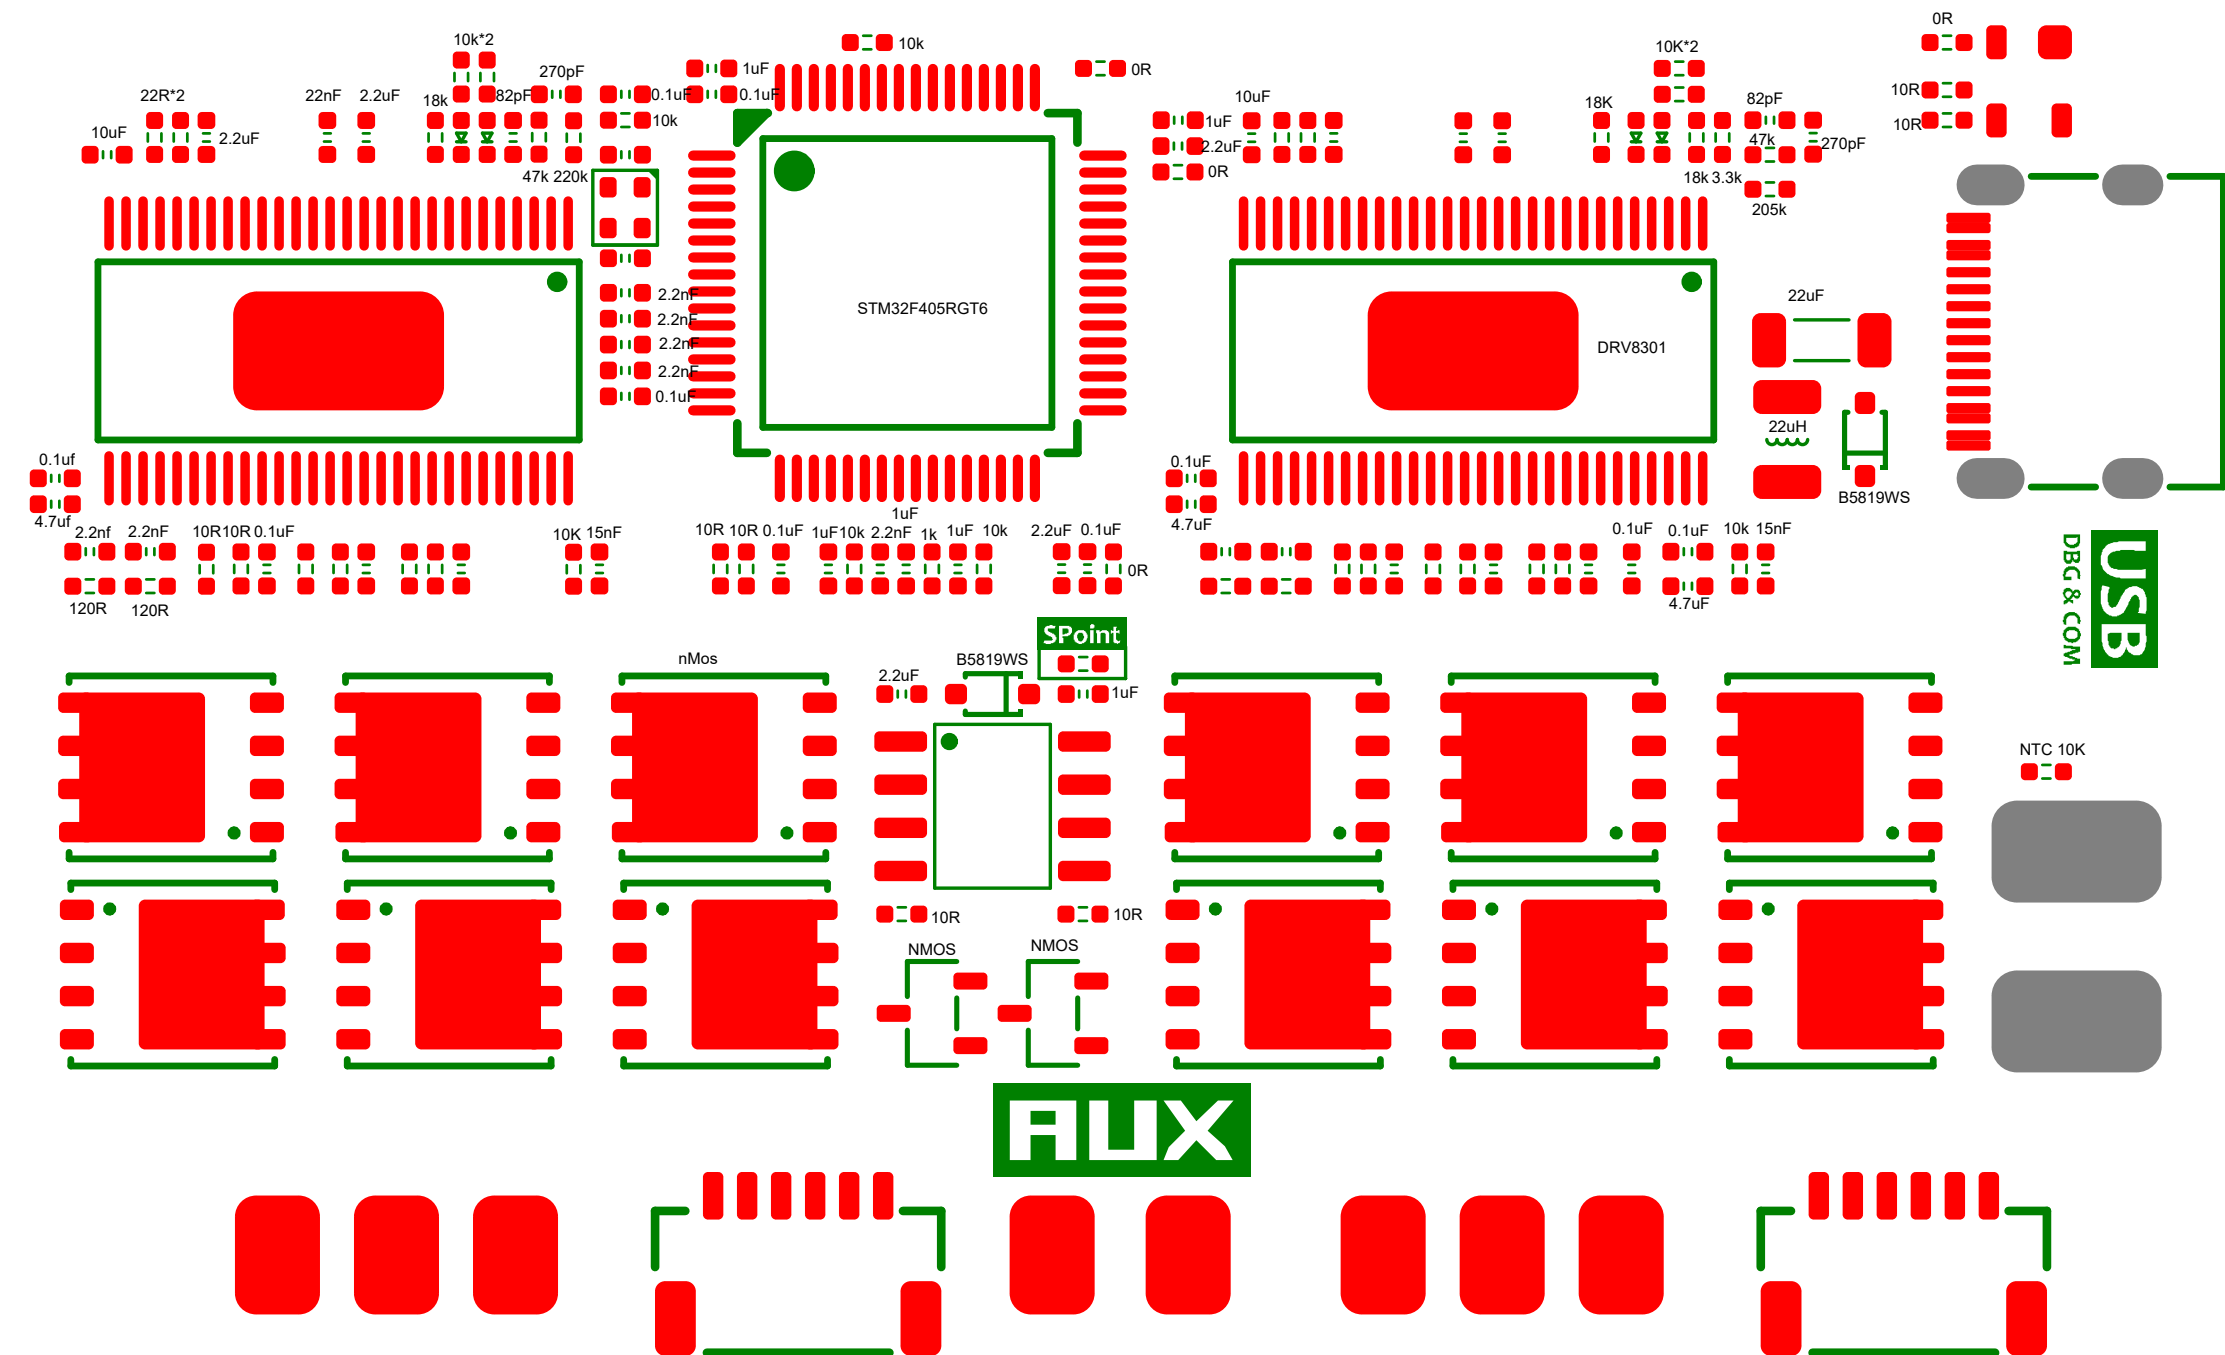 0R
10k*2
10k
1uF
0R
10K*2
270pF
10R
22R*2
22nF
2.2uF
18k
82pF
0.1uF
0.1uF
10uF
18K
82pF
10uF
2.2uF
10k
1uF
2.2uF
47k
270pF
10R
47k
220k
0R
18k
3.3k
205k
2.2nF
2.2nF
2.2nF
2.2nF
0.1uF
STM32F405RGT6
DRV8301
22uF
22uH
B5819WS
0.1uf
4.7uf
0.1uF
4.7uF
1uF
2.2nf
2.2nF
10R
10R
0.1uF
10K
15nF
10R
10R
0.1uF
1uF
10k
2.2nF
1k
1uF
10k
2.2uF
0.1uF
0R
0.1uF
0.1uF
10k
15nF
4.7uF
120R
120R
USB
DBG & COM
SPoint
nMos
B5819WS
2.2uF
1uF
NTC 10K
10R
10R
NMOS
NMOS
AUX